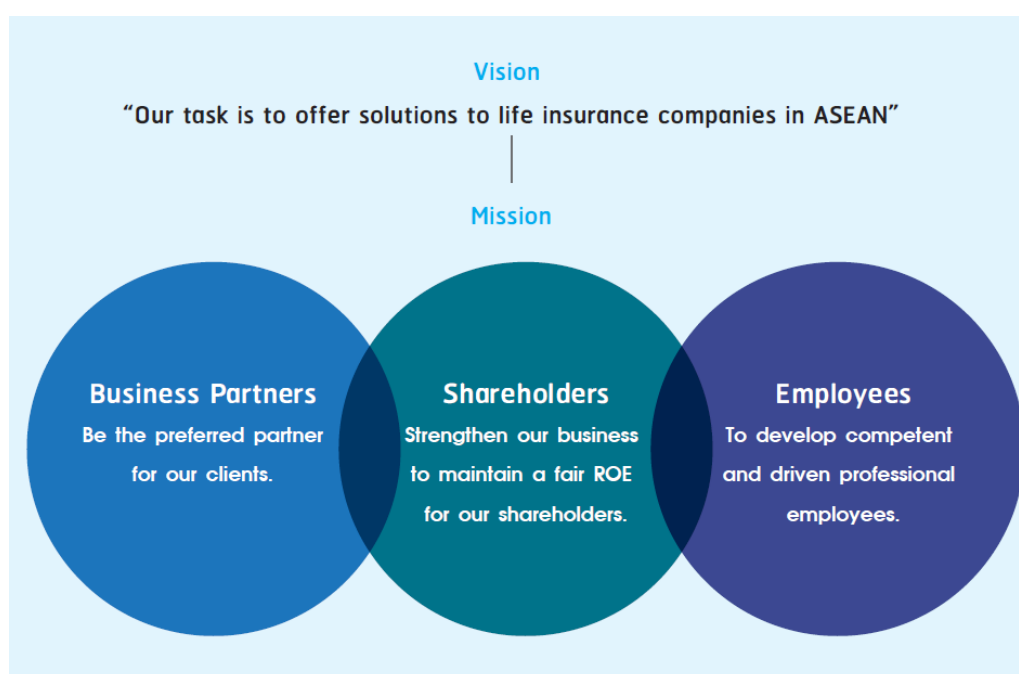 Vision
“Our task is to offer solutions to life insurance companies in ASEAN”
Mission
Business Partners
Be the preferred partner
for our clients.
Shareholders
Strengthen our business
to maintain a fair ROE
for our shareholders.
Employees
To develop competent
and driven professional
employees.